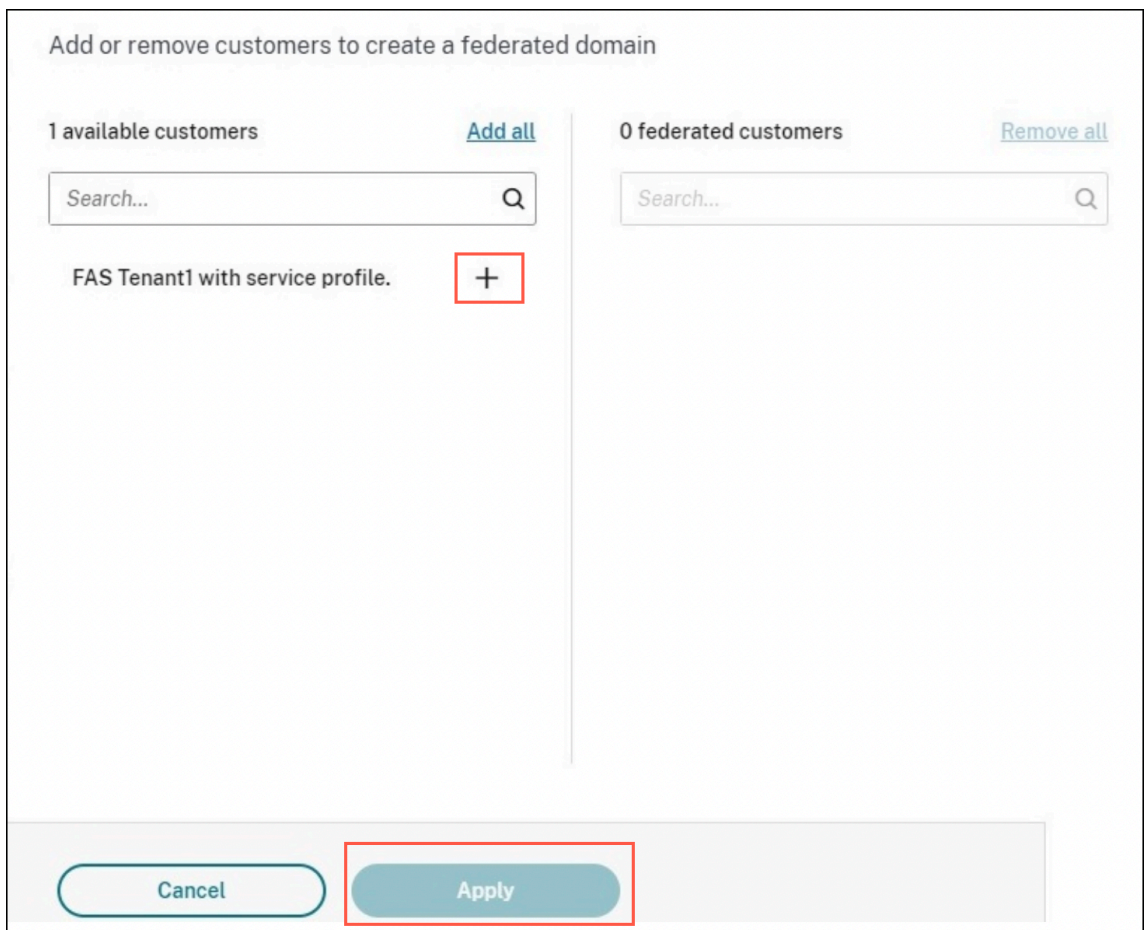 Add or remove customers to create a federated domain
1 available customers Add all
Search...
FAS Tenant1 with service profile. +
0 federated customers Remove all
Search...
Cancel Apply